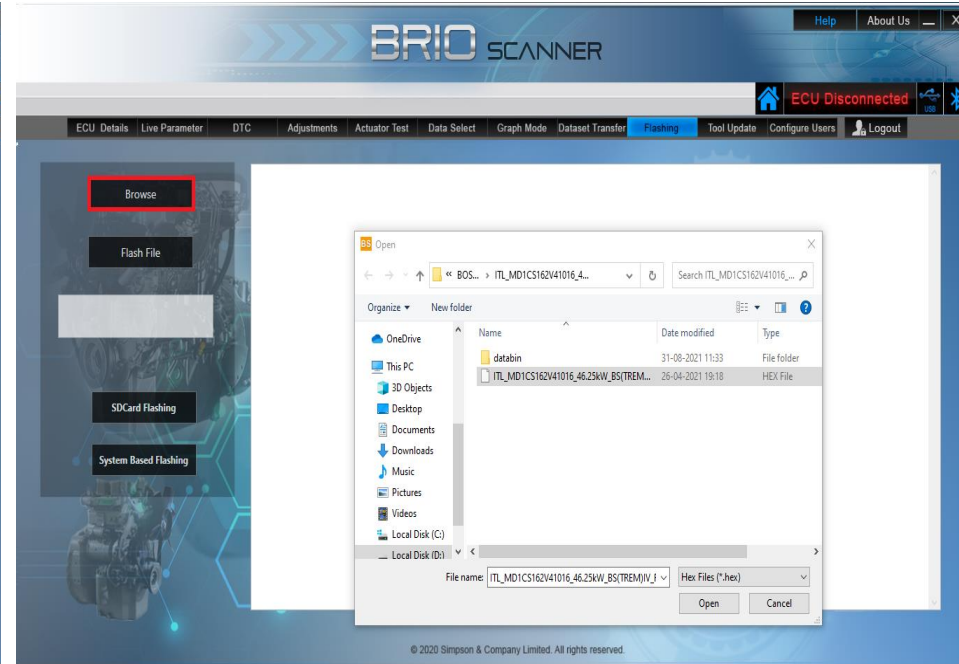 Help About Us
BRIO SCANNER
ECU Disconnected
USB
ECU Details Live Parameter DTC Adjustments Actuator Test Data Select Graph Mode Dataset Transfer Flashing Tool Update Configure Users Logout
Browse
Flash File
SDCard Flashing
System Based Flashing
BS Open
« BOS... › ITL_MD1CS162V41016_4... Search ITL_MD1CS162V41016_...
Organize New folder
Name Date modified Type
OneDrive
databin 31-08-2021 11:33 File folder
This PC
ITL_MD1CS162V41016_46.25kW_BS(TREM... 26-04-2021 19:18 HEX File
3D Objects
Desktop
Documents
Downloads
Music
Pictures
Videos
Local Disk (C:)
Local Disk (D:)
File name: ITL_MD1CS162V41016_46.25kW_BS(TREM)IV_ Hex Files (*.hex)
Open Cancel
© 2020 Simpson & Company Limited. All rights reserved.